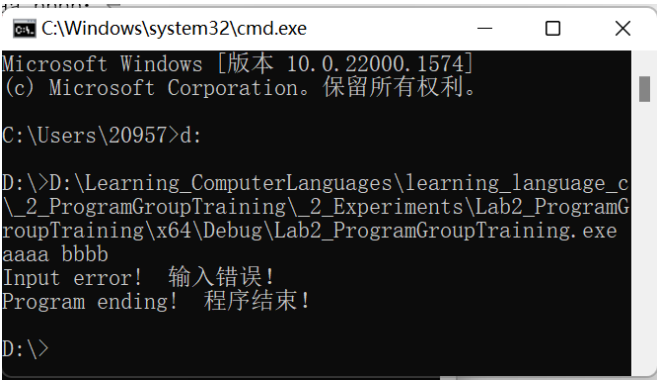 C:\Windows\system32\cmd.exe
Microsoft Windows [版本 10.0.22000.1574]
(c) Microsoft Corporation。保留所有权利。
C:\Users\20957>d:
D:\>D:\Learning_ComputerLanguages\learning_language_c
\_2_ProgramGroupTraining\_2_Experiments\Lab2_ProgramG
roupTraining\x64\Debug\Lab2_ProgramGroupTraining.exe
aaaa bbbb
Input error! 输入错误!
Program ending! 程序结束!
D:\>